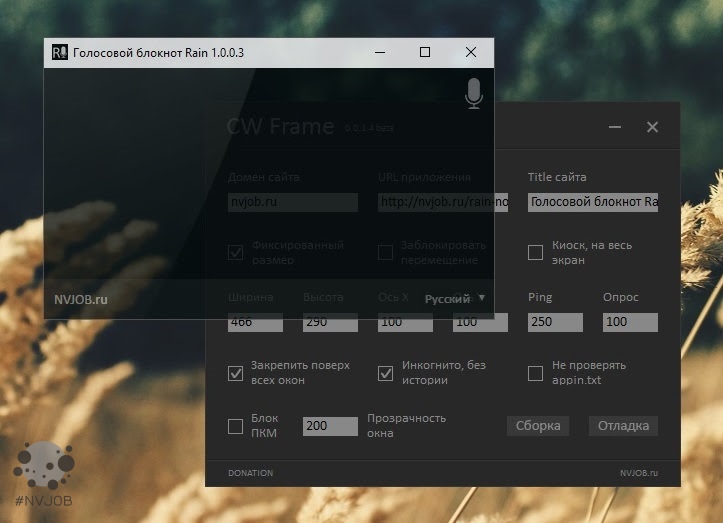 Голосовой блокнот Rain 1.0.0.3
CW Frame 0.0.1.4 beta
Домен сайта URL приложения Title сайта
nvjob.ru http://nvjob.ru/rain-no Голосовой блокнот Ra
Фиксированный размер
Заблокировать перемещение
Киоск, на весь экран
NVJOB.ru Русский
Ширина Высота Ось X Ping Опрос
466 290 100 100 250 100
Закрепить поверх всех окон
Инкогнито, без истории
Не проверять appin.txt
Блок ПКМ
200 Прозрачность окна
Сборка Отладка
DONATION NVJOB.ru
#NVJOB